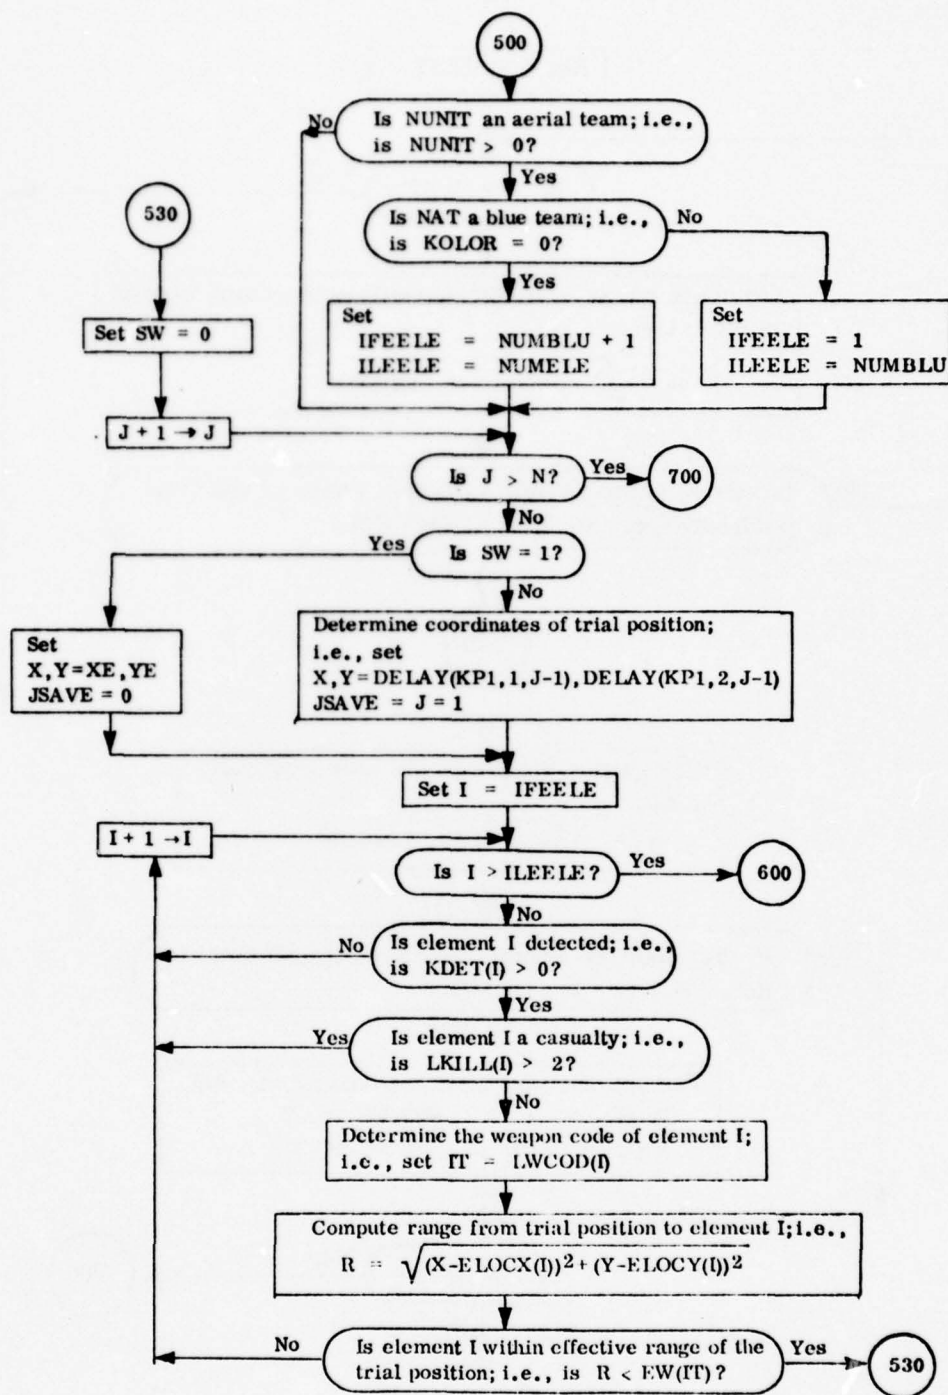 500
Is NUNIT an aerial team; i.e.,
is NUNIT > 0?
No
Yes
530
Is NAT a blue team; i.e.,
is KOLOR = 0?
No
Yes
Set SW = 0
Set
IFEELE = NUMBLU + 1
ILEELE = NUMELE
Set
IFEELE = 1
ILEELE = NUMBLU
J + 1 → J
Is J > N?
Yes
700
No
Is SW = 1?
Yes
No
Set
X,Y=XE,YE
JSAVE = 0
Determine coordinates of trial position;
i.e., set
X,Y=DELAY(KP1,1,J-1),DELAY(KP1,2,J-1)
JSAVE = J = 1
Set I = IFEELE
I + 1 → I
Is I > ILEELE?
Yes
600
No
Is element I detected; i.e.,
is KDET(I) > 0?
No
Yes
Is element I a casualty; i.e.,
is LKILL(I) > 2?
Yes
No
Determine the weapon code of element I;
i.e., set IT = LWCOD(I)
Compute range from trial position to element I;i.e.,
R = √(X-ELOCX(I))² + (Y-ELOCY(I))²
Is element I within effective range of the
trial position; i.e., is R < EW(IT)?
No
Yes
530